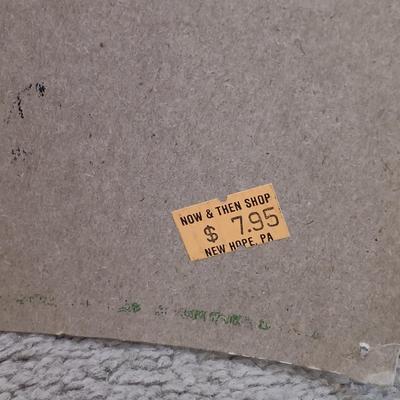 NOW & THEN SHOP
$ 7.95
NEW HOPE, PA